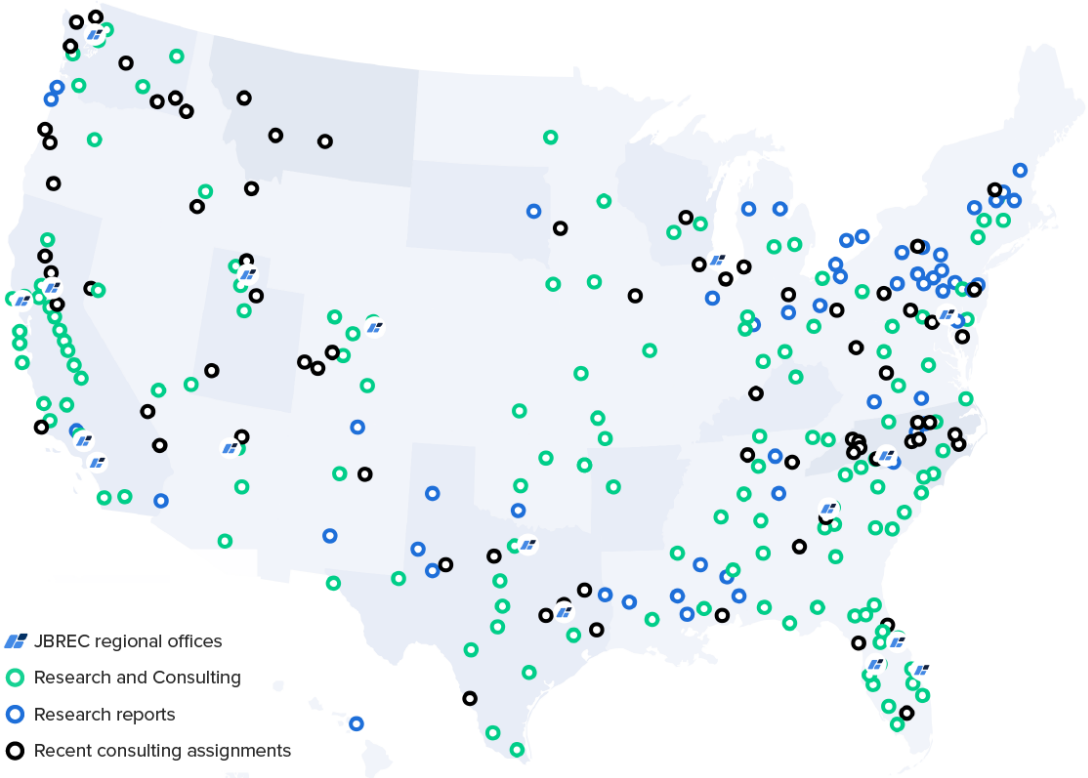 JBREC regional offices
Research and Consulting
Research reports
Recent consulting assignments